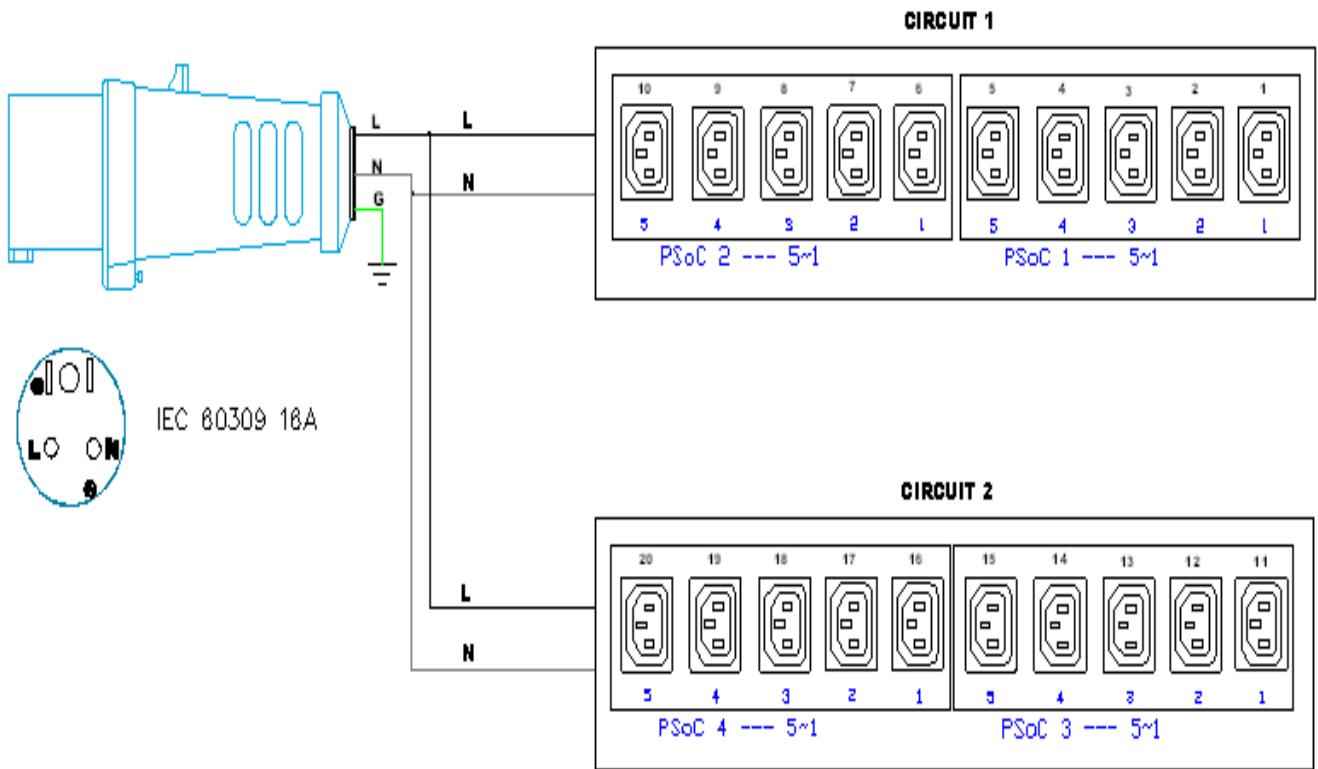 CIRCUIT 1
10 9 8 7 6 5 4 3 2 1
L L
N N
G
5 4 3 2 1 5 4 3 2 1
PSoC 2 --- 5~1 PSoC 1 --- 5~1
IEC 60309 16A
L N
CIRCUIT 2
20 19 18 17 16 15 14 13 12 11
L
N
5 4 3 2 1 5 4 3 2 1
PSoC 4 --- 5~1 PSoC 3 --- 5~1